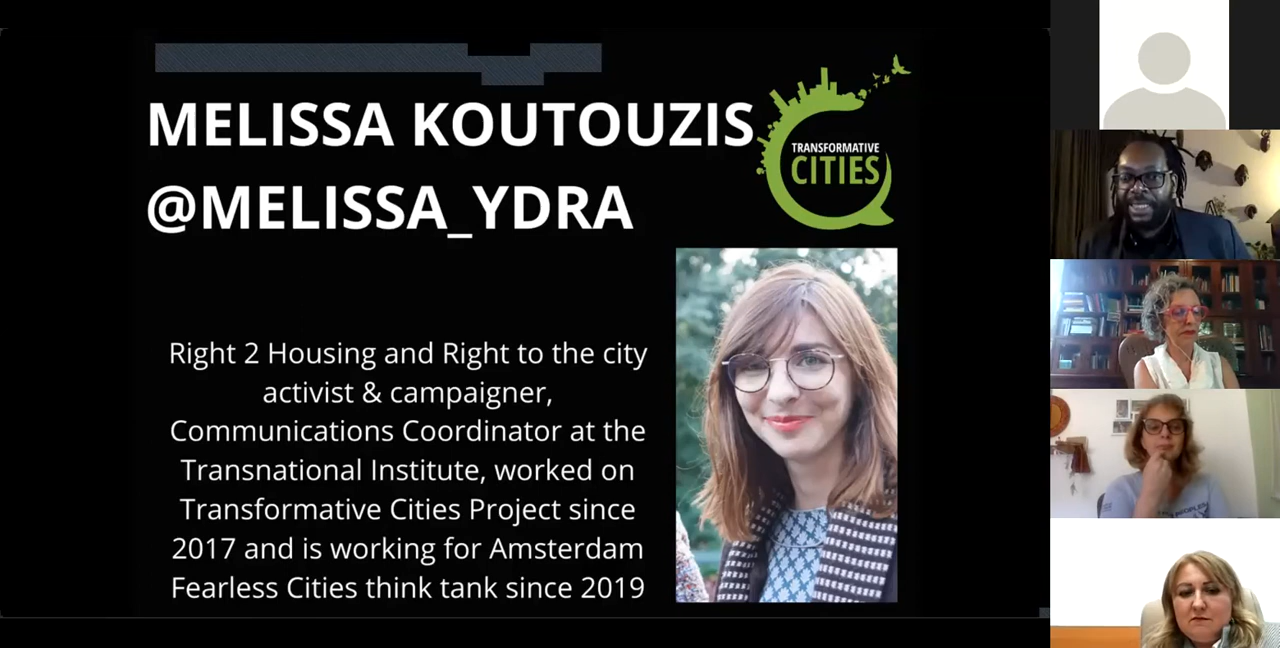 MELISSA KOUTOUZIS
@MELISSA_YDRA
TRANSFORMATIVE
CITIES
Right 2 Housing and Right to the city
activist & campaigner,
Communications Coordinator at the
Transnational Institute, worked on
Transformative Cities Project since
2017 and is working for Amsterdam
Fearless Cities think tank since 2019